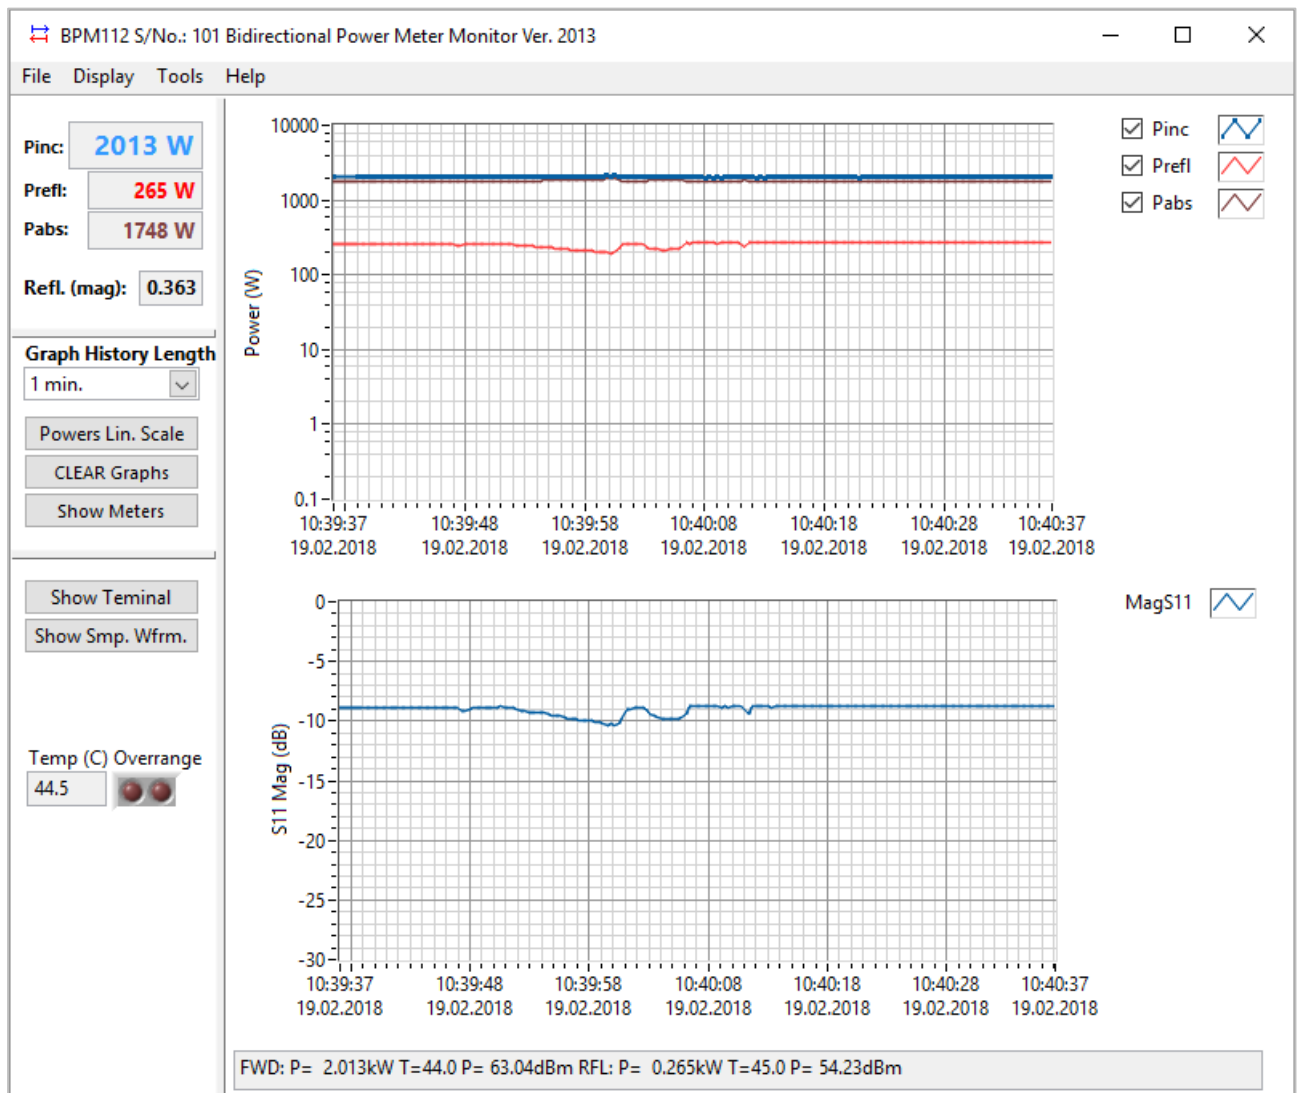 BPM112 S/No.: 101 Bidirectional Power Meter Monitor Ver. 2013
File Display Tools Help
Pinc: 2013 W
Prefl: 265 W
Pabs: 1748 W
Refl. (mag): 0.363
Graph History Length
1 min.
Powers Lin. Scale
CLEAR Graphs
Show Meters
Show Teminal
Show Smp. Wfrm.
Temp (C) Overrange
44.5
Power (W)
10000
1000
100
10
1
0.1
10:39:37 10:39:48 10:39:58 10:40:08 10:40:18 10:40:28 10:40:37
19.02.2018 19.02.2018 19.02.2018 19.02.2018 19.02.2018 19.02.2018 19.02.2018
Pinc
Prefl
Pabs
S11 Mag (dB)
0
-5
-10
-15
-20
-25
-30
10:39:37 10:39:48 10:39:58 10:40:08 10:40:18 10:40:28 10:40:37
19.02.2018 19.02.2018 19.02.2018 19.02.2018 19.02.2018 19.02.2018 19.02.2018
MagS11
FWD: P= 2.013kW T=44.0 P= 63.04dBm RFL: P= 0.265kW T=45.0 P= 54.23dBm